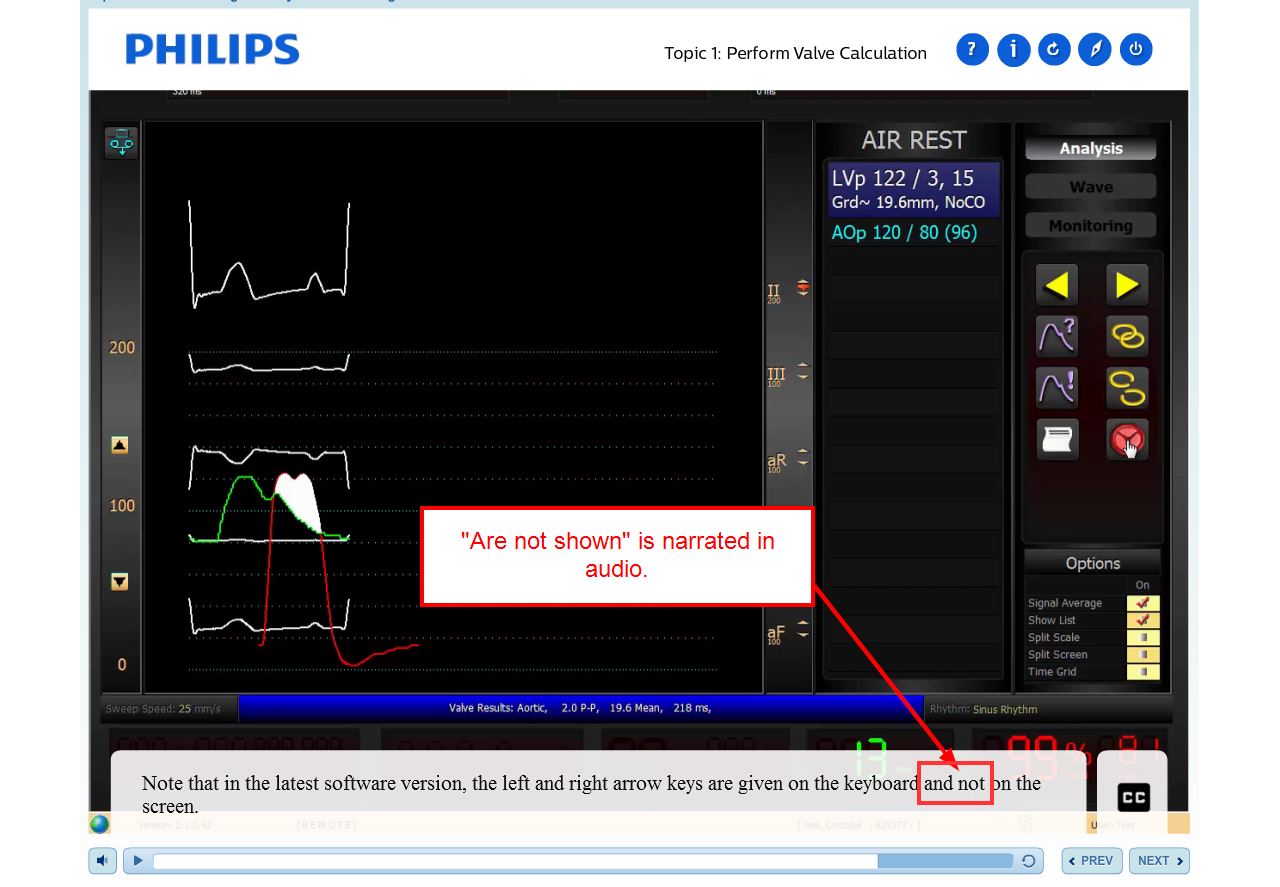 PHILIPS
Topic 1: Perform Valve Calculation
320 ms
0 ms
AIR REST
Analysis
LVp 122 / 3, 15
Grd~ 19.6mm, NoCO
Wave
AOp 120 / 80 (96)
Monitoring
II
200
200
III
100
aR
100
100
"Are not shown" is narrated in
audio.
Options
On
Signal Average
Show List
Split Scale
Split Screen
Time Grid
aF
100
0
Sweep Speed: 25 mm/s
Valve Results: Aortic, 2.0 P-P, 19.6 Mean, 218 ms,
Rhythm: Sinus Rhythm
13
99 %
81
Note that in the latest software version, the left and right arrow keys are given on the keyboard and not on the
screen.
CC
Version: 2.1.0.42
[REMOTE]
[ Joel, Cristobal : 629377: ]
User: Test
PREV
NEXT